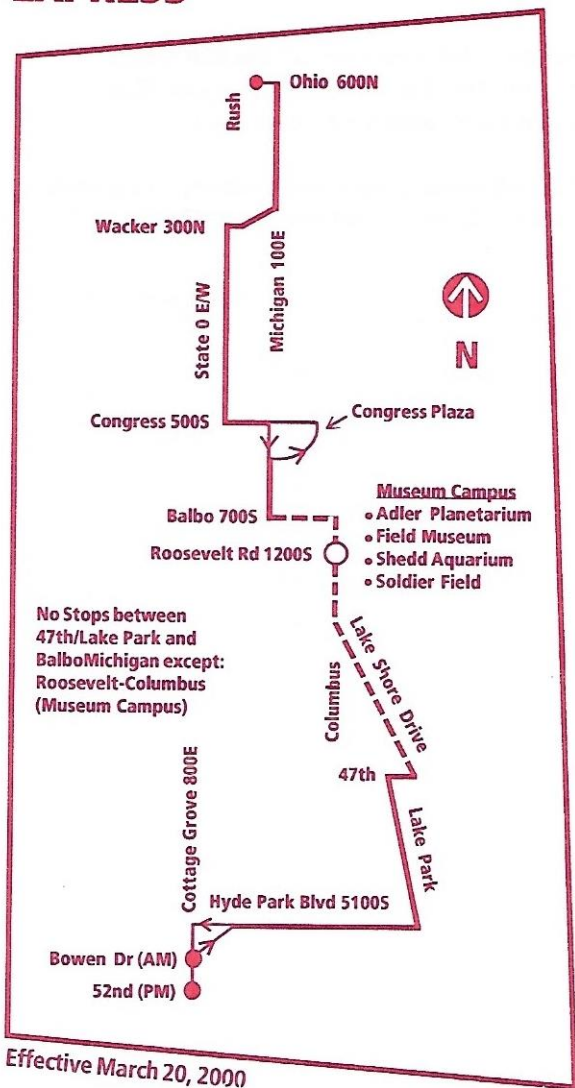 EXPRESS
Ohio 600N
Rush
Wacker 300N
Michigan 100E
State 0 E/W
N
Congress 500S
Congress Plaza
Balbo 700S
Museum Campus
• Adler Planetarium
• Field Museum
• Shedd Aquarium
• Soldier Field
Roosevelt Rd 1200S
No Stops between
47th/Lake Park and
BalboMichigan except:
Roosevelt-Columbus
(Museum Campus)
Lake Shore Drive
Columbus
47th
Cottage Grove 800E
Lake Park
Hyde Park Blvd 5100S
Bowen Dr (AM)
52nd (PM)
Effective March 20, 2000